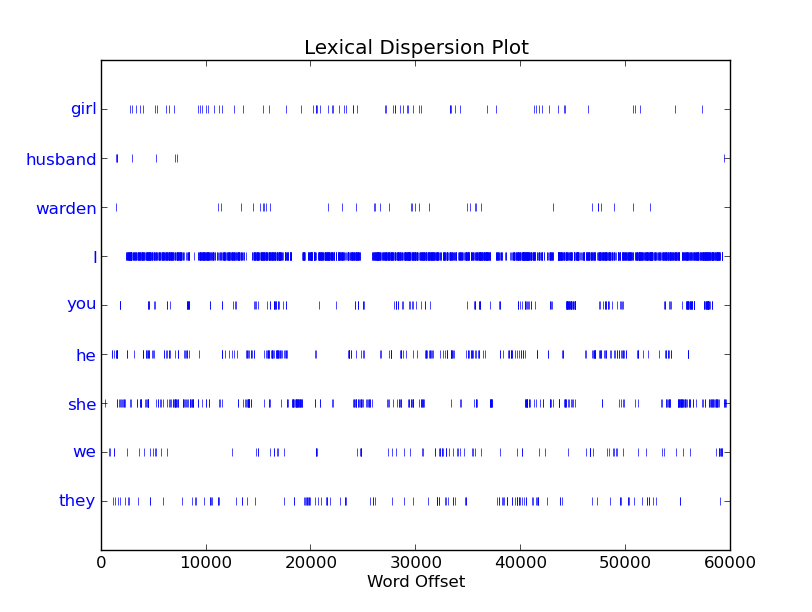 Lexical Dispersion Plot
girl
husband
warden
I
you
he
she
we
they
0 10000 20000 30000 40000 50000 60000
Word Offset